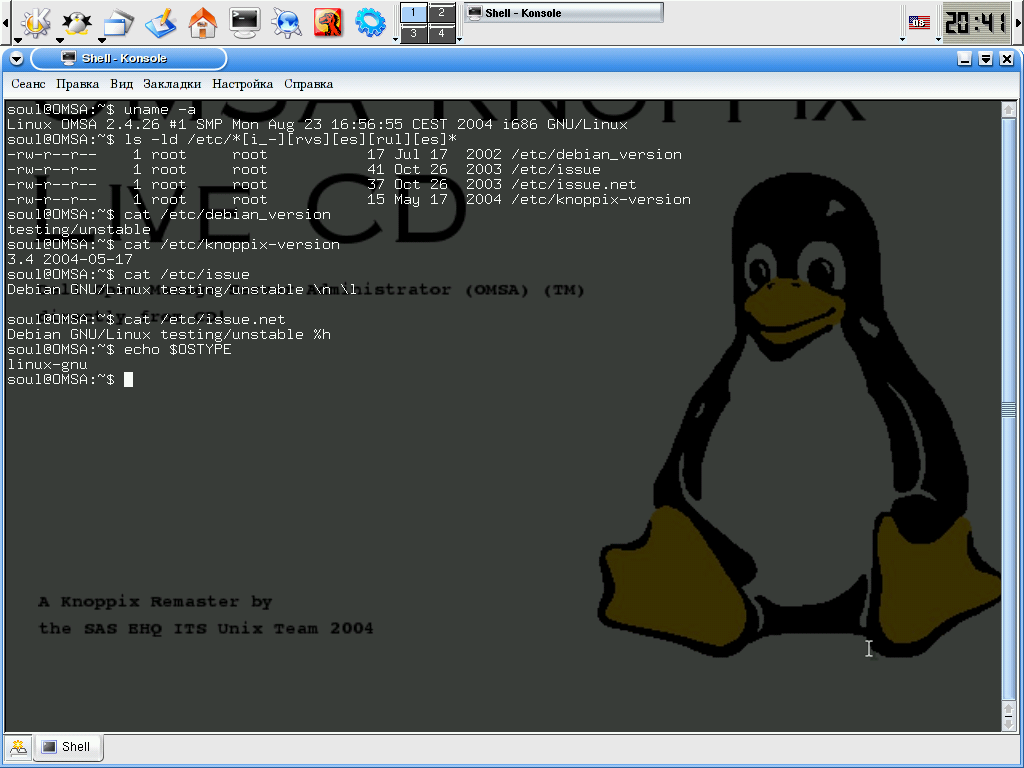 1 2
3 4
Shell - Konsole
us
20:41
Shell - Konsole
Сеанс Правка Вид Закладки Настройка Справка
OMSA KNOPPIX
soul@OMSA:~$ uname -a
Linux OMSA 2.4.26 #1 SMP Mon Aug 23 16:56:55 CEST 2004 i686 GNU/Linux
soul@OMSA:~$ ls -ld /etc/*[i_-][rvs][es][rul][es]*
-rw-r--r-- 1 root root 17 Jul 17 2002 /etc/debian_version
-rw-r--r-- 1 root root 41 Oct 26 2003 /etc/issue
-rw-r--r-- 1 root root 37 Oct 26 2003 /etc/issue.net
-rw-r--r-- 1 root root 15 May 17 2004 /etc/knoppix-version
LIVE CD
soul@OMSA:~$ cat /etc/debian_version
testing/unstable
soul@OMSA:~$ cat /etc/knoppix-version
3.4 2004-05-17
soul@OMSA:~$ cat /etc/issue
Debian GNU/Linux testing/unstable \n \l
Administrator (OMSA) (TM)
soul@OMSA:~$ cat /etc/issue.net
Debian GNU/Linux testing/unstable %h
soul@OMSA:~$ echo $OSTYPE
linux-gnu
soul@OMSA:~$
A Knoppix Remaster by
the SAS EHQ ITS Unix Team 2004
Shell